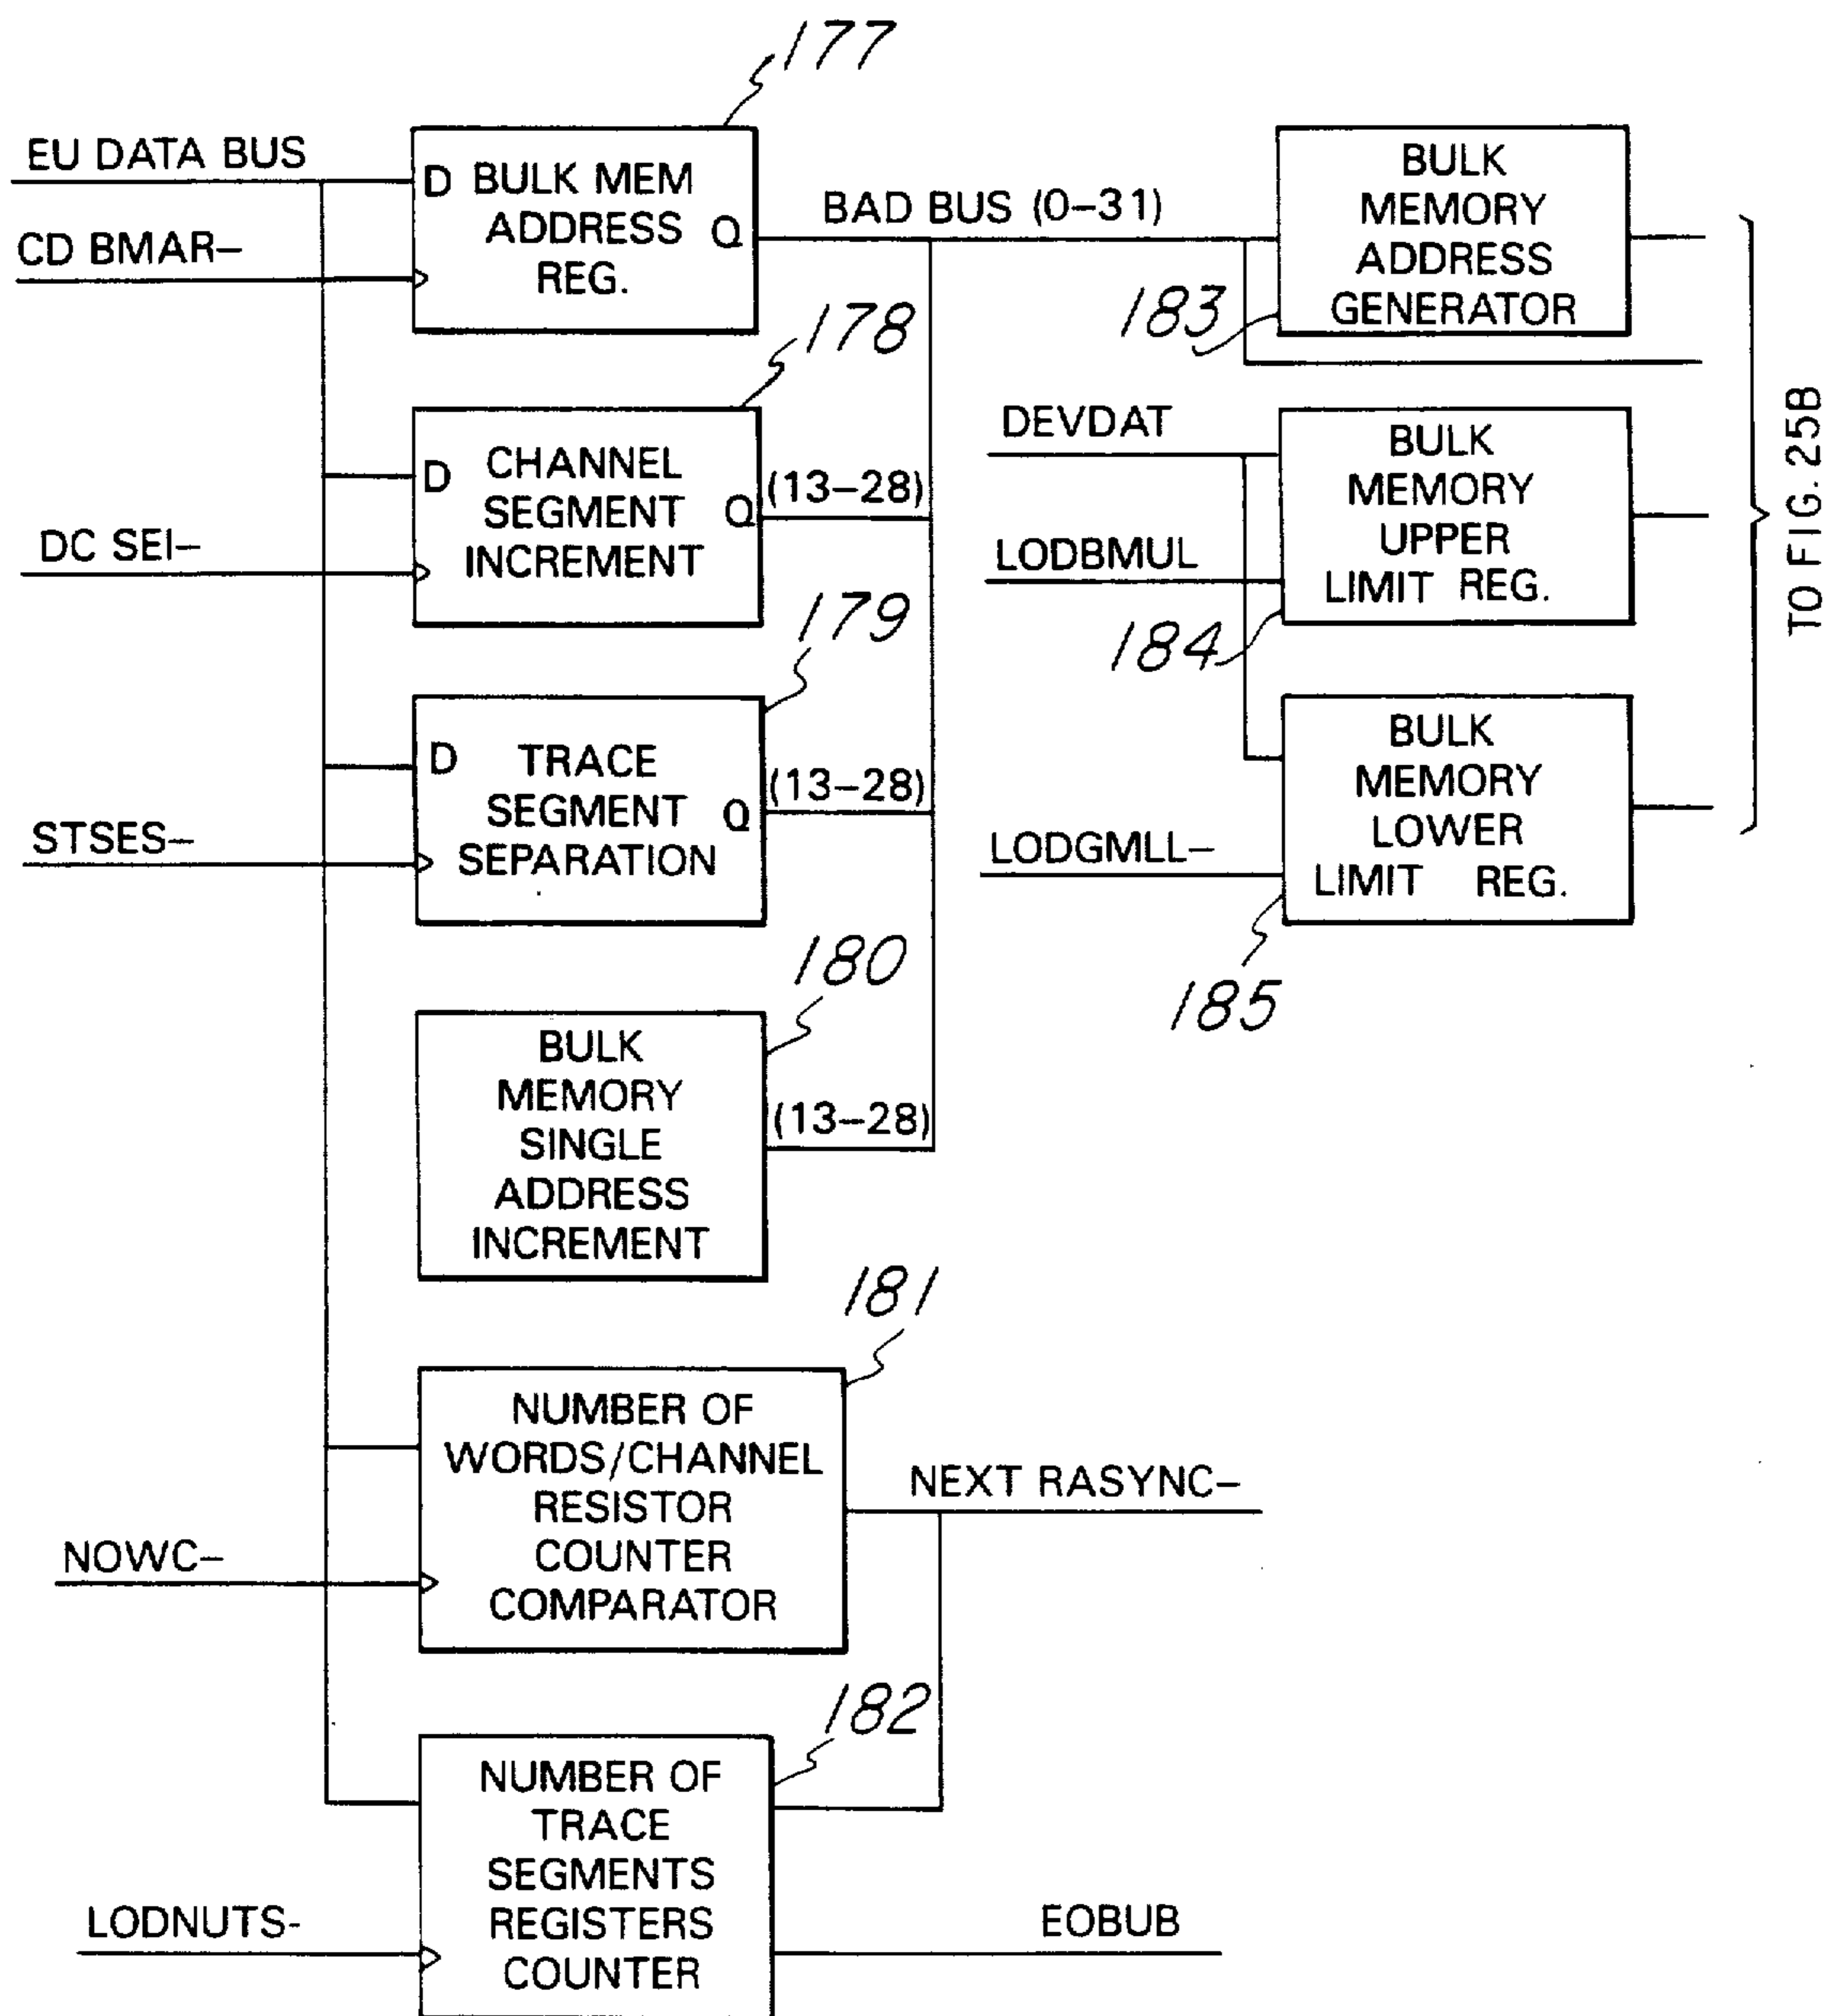 177
EU DATA BUS
CD BMAR–
D BULK MEM
ADDRESS Q
REG.
BAD BUS (0–31)
BULK
MEMORY
ADDRESS
GENERATOR
183
178
DC SEI–
D CHANNEL
SEGMENT Q
INCREMENT
(13–28)
DEVDAT
LODBMUL
BULK
MEMORY
UPPER
LIMIT REG.
184
TO FIG. 25B
179
STSES–
D TRACE
SEGMENT Q
SEPARATION
(13–28)
LODGMLL–
BULK
MEMORY
LOWER
LIMIT REG.
185
180
BULK
MEMORY
SINGLE
ADDRESS
INCREMENT
(13–28)
181
NOWC–
NUMBER OF
WORDS/CHANNEL
RESISTOR
COUNTER
COMPARATOR
NEXT RASYNC–
182
LODNUTS-
NUMBER OF
TRACE
SEGMENTS
REGISTERS
COUNTER
EOBUB